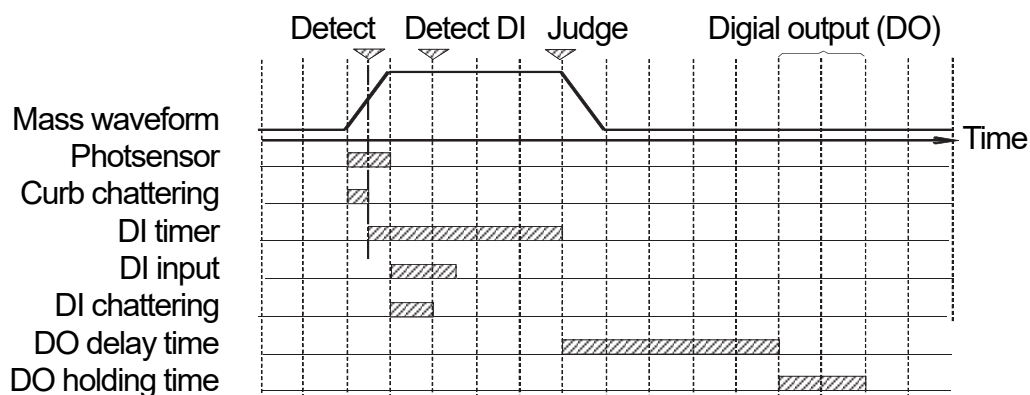 Detect Detect DI Judge Digial output (DO)
Mass waveform
Time
Photsensor
Curb chattering
DI timer
DI input
DI chattering
DO delay time
DO holding time